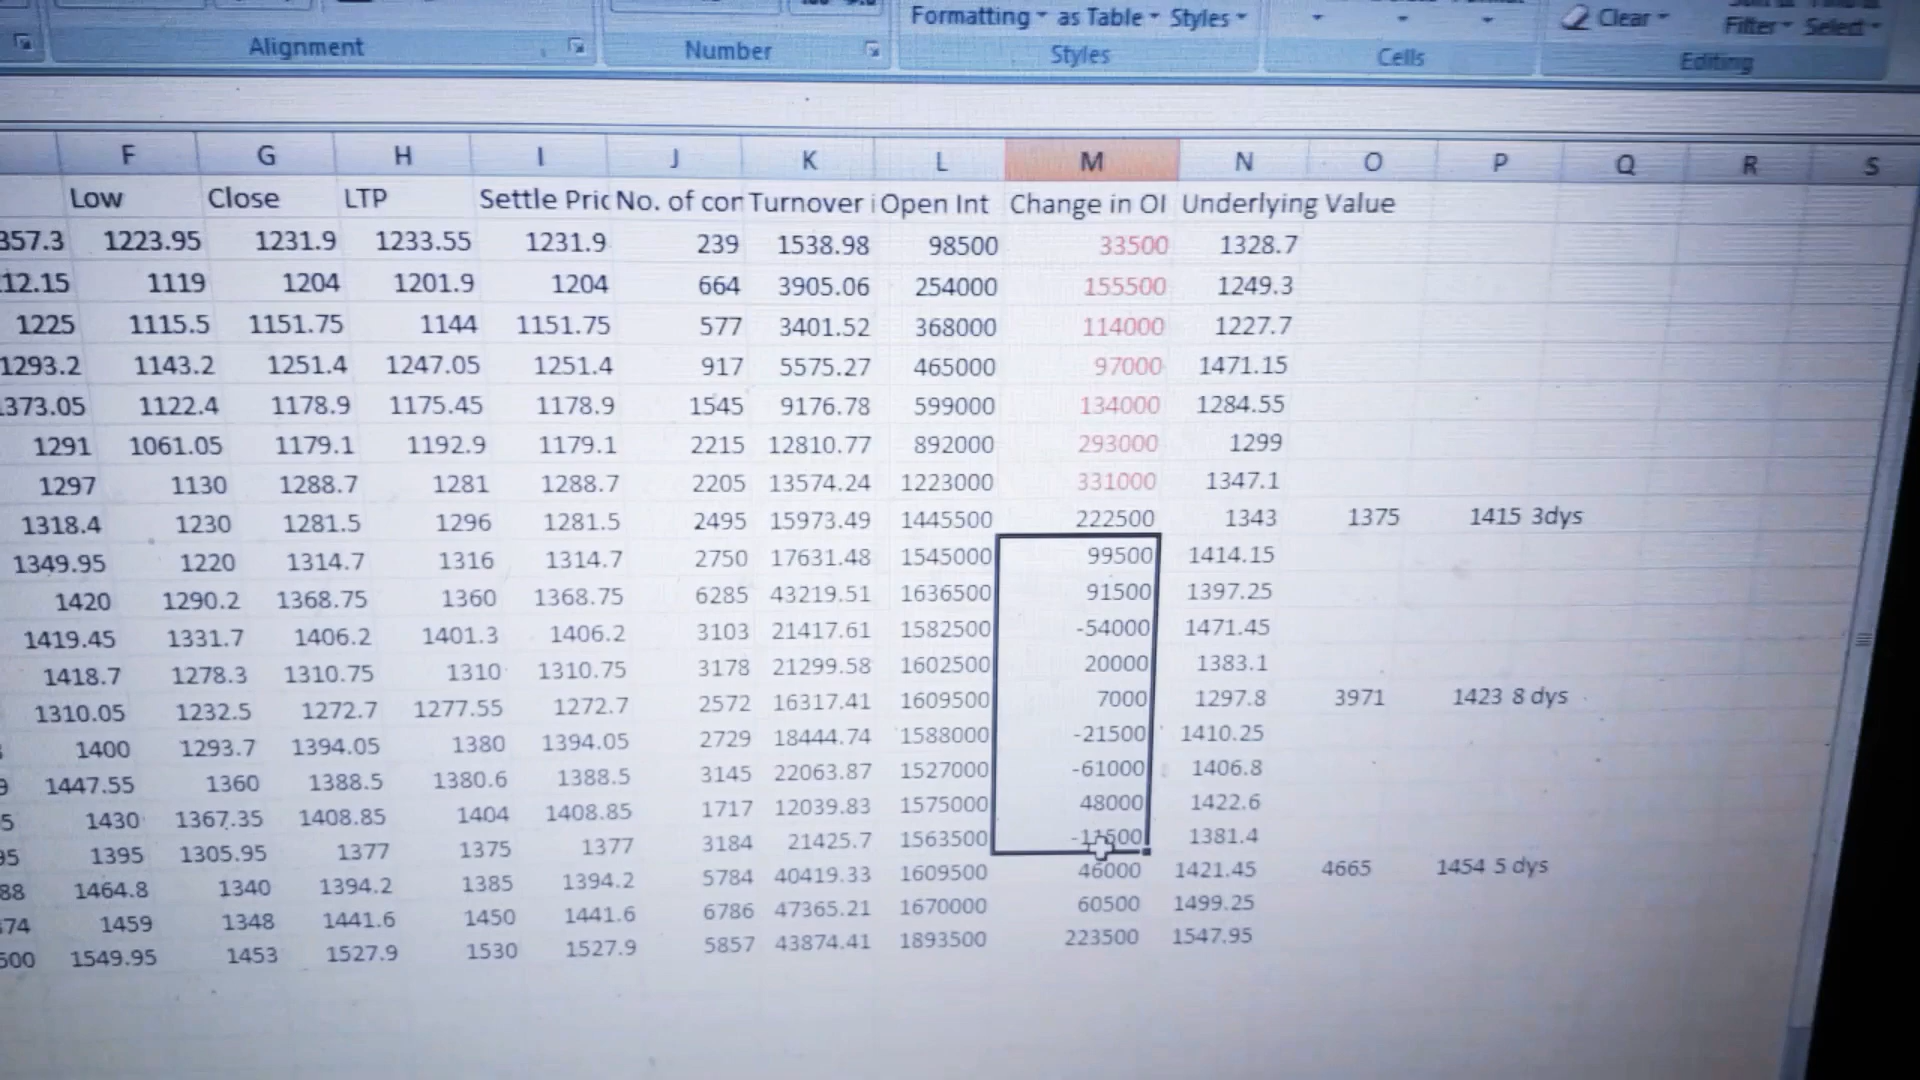 Formatting as Table Styles Clear Filter Select
Alignment Number Styles Cells Editing
F G H I J K L M N O P Q R S
Low Close LTP Settle Pric No. of cor Turnover i Open Int Change in OI Underlying Value
357.3 1223.95 1231.9 1233.55 1231.9 239 1538.98 98500 33500 1328.7
12.15 1119 1204 1201.9 1204 664 3905.06 254000 155500 1249.3
1225 1115.5 1151.75 1144 1151.75 577 3401.52 368000 114000 1227.7
1293.2 1143.2 1251.4 1247.05 1251.4 917 5575.27 465000 97000 1471.15
373.05 1122.4 1178.9 1175.45 1178.9 1545 9176.78 599000 134000 1284.55
1291 1061.05 1179.1 1192.9 1179.1 2215 12810.77 892000 293000 1299
1297 1130 1288.7 1281 1288.7 2205 13574.24 1223000 331000 1347.1
1318.4 1230 1281.5 1296 1281.5 2495 15973.49 1445500 222500 1343 1375 1415 3dys
1349.95 1220 1314.7 1316 1314.7 2750 17631.48 1545000 99500 1414.15
1420 1290.2 1368.75 1360 1368.75 6285 43219.51 1636500 91500 1397.25
1419.45 1331.7 1406.2 1401.3 1406.2 3103 21417.61 1582500 -54000 1471.45
1418.7 1278.3 1310.75 1310 1310.75 3178 21299.58 1602500 20000 1383.1
1310.05 1232.5 1272.7 1277.55 1272.7 2572 16317.41 1609500 7000 1297.8 3971 1423 8 dys
1400 1293.7 1394.05 1380 1394.05 2729 18444.74 1588000 -21500 1410.25
9 1447.55 1360 1388.5 1380.6 1388.5 3145 22063.87 1527000 -61000 1406.8
5 1430 1367.35 1408.85 1404 1408.85 1717 12039.83 1575000 48000 1422.6
95 1395 1305.95 1377 1375 1377 3184 21425.7 1563500 -11500 1381.4
88 1464.8 1340 1394.2 1385 1394.2 5784 40419.33 1609500 46000 1421.45 4665 1454 5 dys
74 1459 1348 1441.6 1450 1441.6 6786 47365.21 1670000 60500 1499.25
500 1549.95 1453 1527.9 1530 1527.9 5857 43874.41 1893500 223500 1547.95